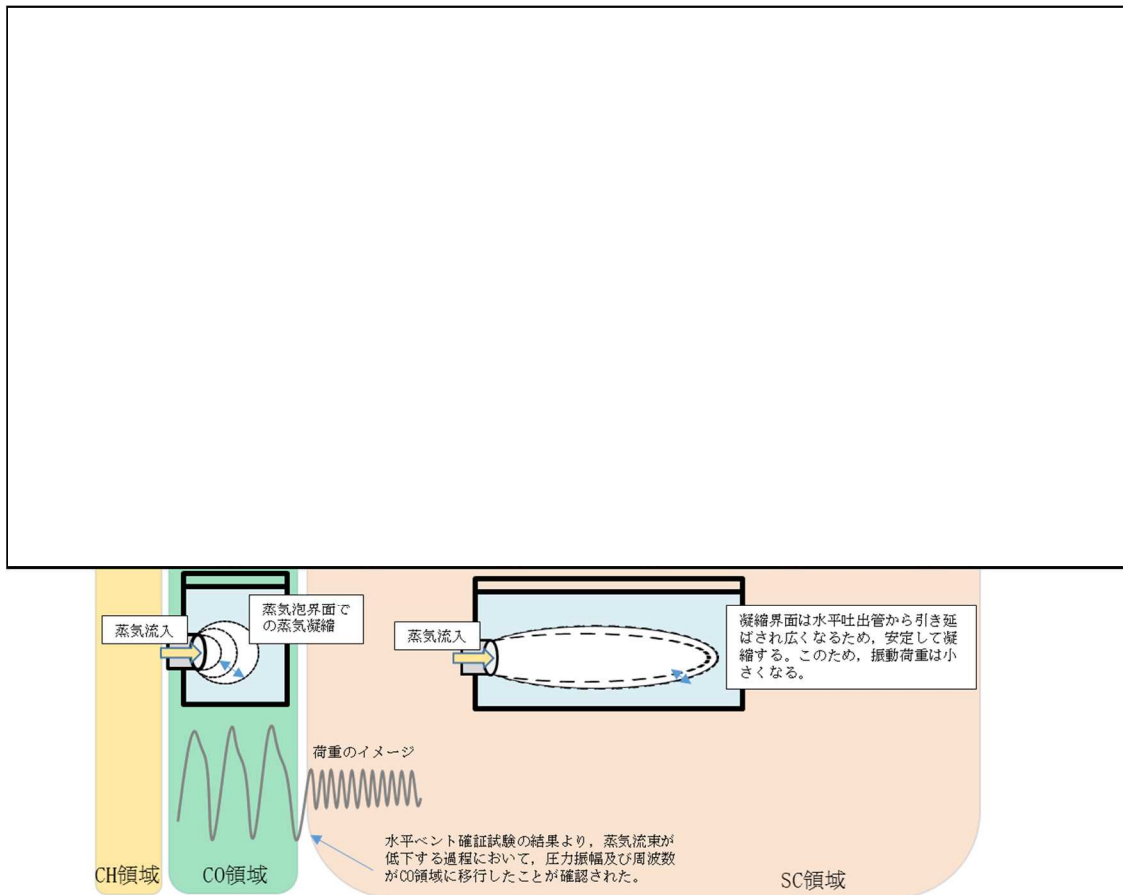 蒸気流入
蒸気泡界面で
の蒸気凝縮
蒸気流入
凝縮界面は水平吐出管から引き延
ばされ広くなるため，安定して凝
縮する。このため，振動荷重は小
さくなる。
荷重のイメージ
水平ベント確証試験の結果より，蒸気流束が
低下する過程において，圧力振幅及び周波数
がCO領域に移行したことが確認された。
CH領域
CO領域
SC領域